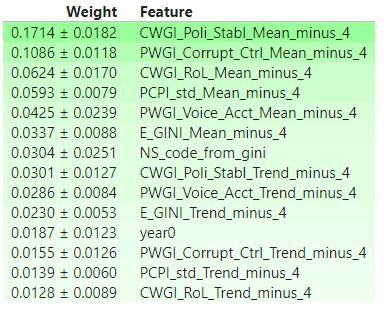 Weight Feature
0.1714 ± 0.0182 CWGI_Poli_Stabl_Mean_minus_4
0.1086 ± 0.0118 PWGI_Corrupt_Ctrl_Mean_minus_4
0.0624 ± 0.0170 CWGI_RoL_Mean_minus_4
0.0593 ± 0.0079 PCPI_std_Mean_minus_4
0.0425 ± 0.0239 PWGI_Voice_Acct_Mean_minus_4
0.0337 ± 0.0088 E_GINI_Mean_minus_4
0.0304 ± 0.0251 NS_code_from_gini
0.0301 ± 0.0127 CWGI_Poli_Stabl_Trend_minus_4
0.0286 ± 0.0084 PWGI_Voice_Acct_Trend_minus_4
0.0230 ± 0.0053 E_GINI_Trend_minus_4
0.0187 ± 0.0123 year0
0.0155 ± 0.0126 PWGI_Corrupt_Ctrl_Trend_minus_4
0.0139 ± 0.0060 PCPI_std_Trend_minus_4
0.0128 ± 0.0089 CWGI_RoL_Trend_minus_4